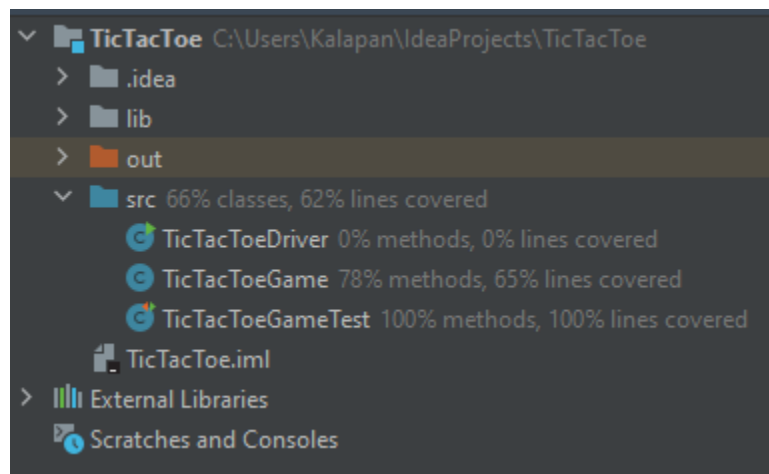 TicTacToe C:\Users\Kalapan\IdeaProjects\TicTacToe
.idea
lib
out
src 66% classes, 62% lines covered
TicTacToeDriver 0% methods, 0% lines covered
TicTacToeGame 78% methods, 65% lines covered
TicTacToeGameTest 100% methods, 100% lines covered
TicTacToe.iml
External Libraries
Scratches and Consoles